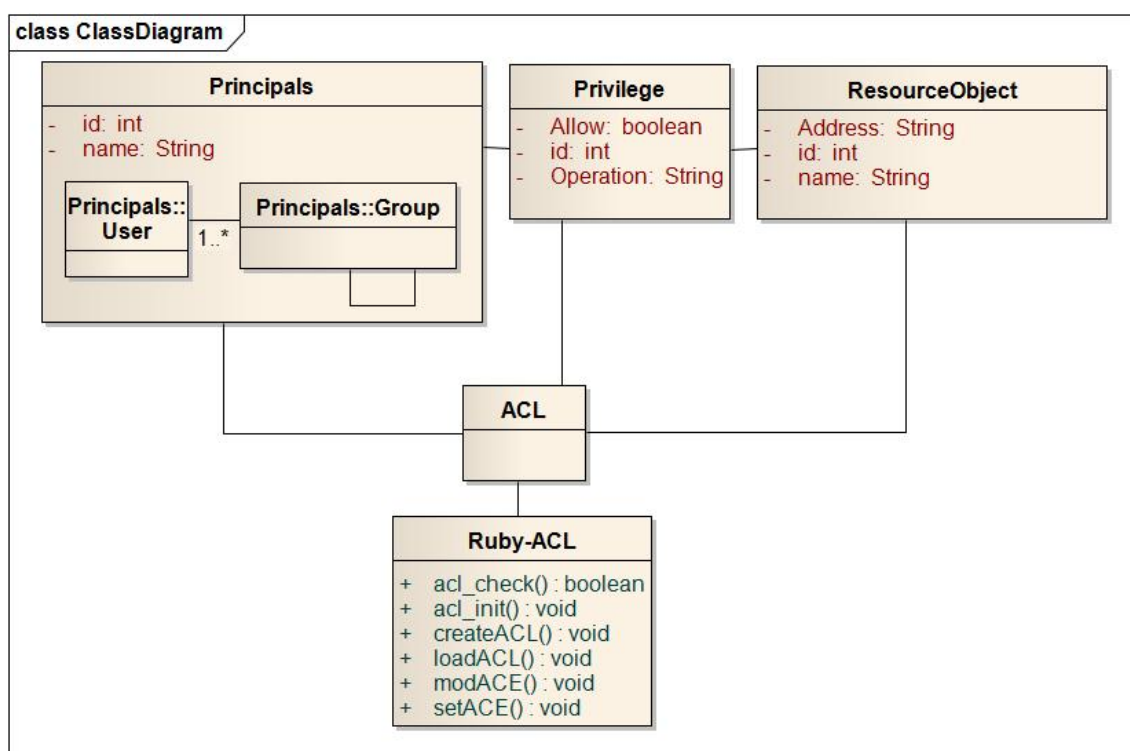 class ClassDiagram
Principals
- id: int
- name: String
Principals::
User
1..*
Principals::Group
Privilege
- Allow: boolean
- id: int
- Operation: String
ResourceObject
- Address: String
- id: int
- name: String
ACL
Ruby-ACL
+ acl_check() : boolean
+ acl_init() : void
+ createACL() : void
+ loadACL() : void
+ modACE() : void
+ setACE() : void